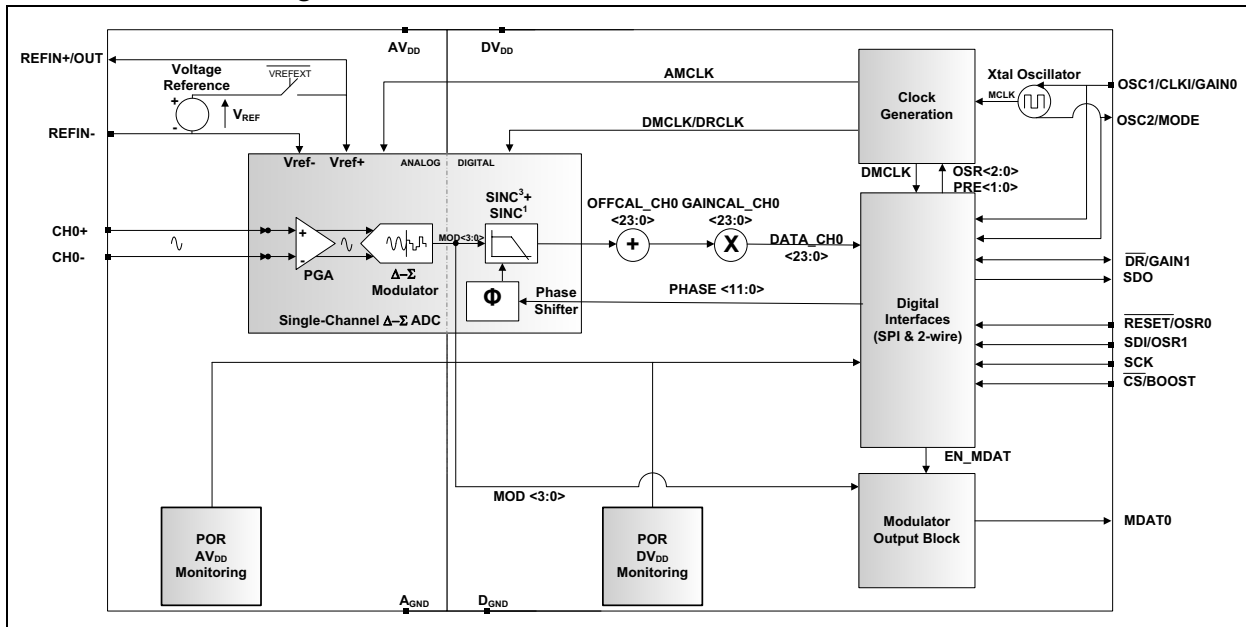 AVDD
DVDD
REFIN+/OUT
Voltage
Reference
VREFEXT
+
-
VREF
REFIN-
AMCLK
DMCLK/DRCLK
Clock
Generation
Xtal Oscillator
MCLK
OSC1/CLKI/GAIN0
OSC2/MODE
Vref-
Vref+
ANALOG
DIGITAL
DMCLK
OSR<2:0>
PRE<1:0>
SINC3+
SINC1
OFFCAL_CH0
<23:0>
GAINCAL_CH0
<23:0>
CH0+
CH0-
+
-
PGA
Δ–Σ
Modulator
MOD<3:0>
+
X
DATA_CH0
<23:0>
Φ
Phase
Shifter
PHASE <11:0>
Single-Channel Δ–Σ ADC
Digital
Interfaces
(SPI & 2-wire)
DR/GAIN1
SDO
RESET/OSR0
SDI/OSR1
SCK
CS/BOOST
EN_MDAT
MOD <3:0>
POR
AVDD
Monitoring
POR
DVDD
Monitoring
Modulator
Output Block
MDAT0
AGND
DGND